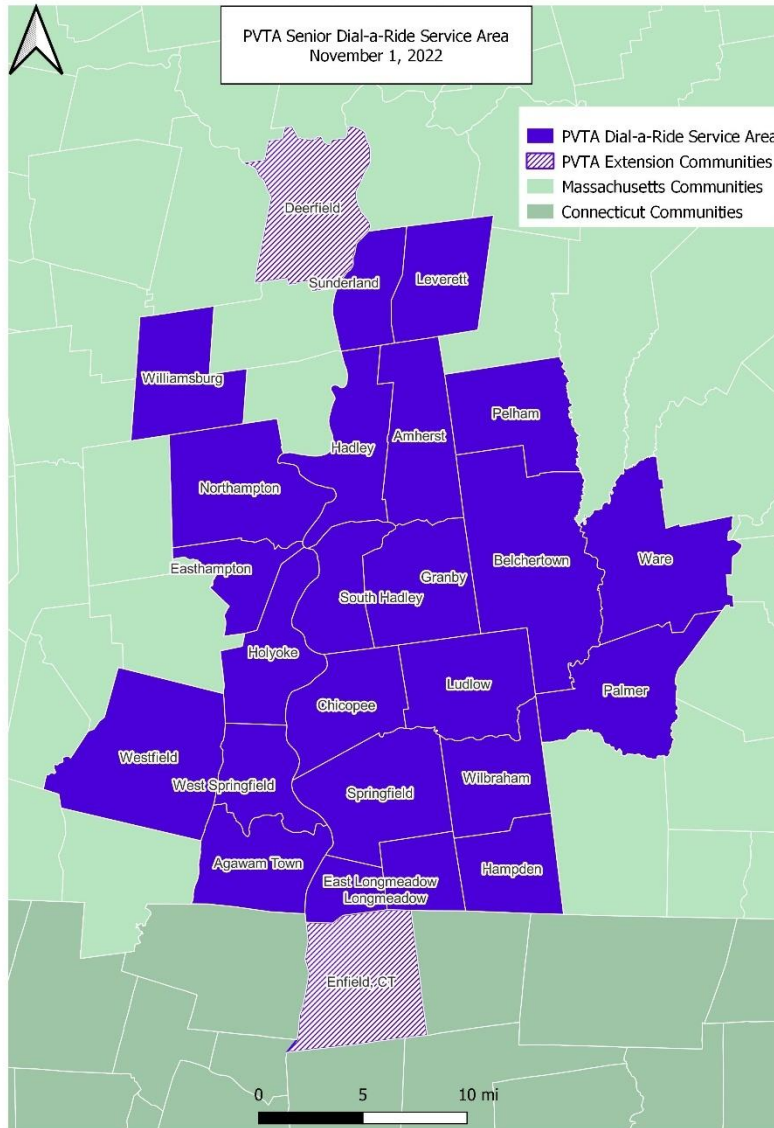 PVTA Senior Dial-a-Ride Service Area
November 1, 2022
PVTA Dial-a-Ride Service Area
PVTA Extension Communities
Massachusetts Communities
Connecticut Communities
Deerfield
Sunderland
Leverett
Williamsburg
Pelham
Hadley
Amherst
Northampton
Easthampton
Belchertown
Ware
Granby
South Hadley
Holyoke
Chicopee
Ludlow
Palmer
Westfield
West Springfield
Springfield
Wilbraham
Agawam Town
East Longmeadow
Hampden
Longmeadow
Enfield, CT
0 5 10 mi